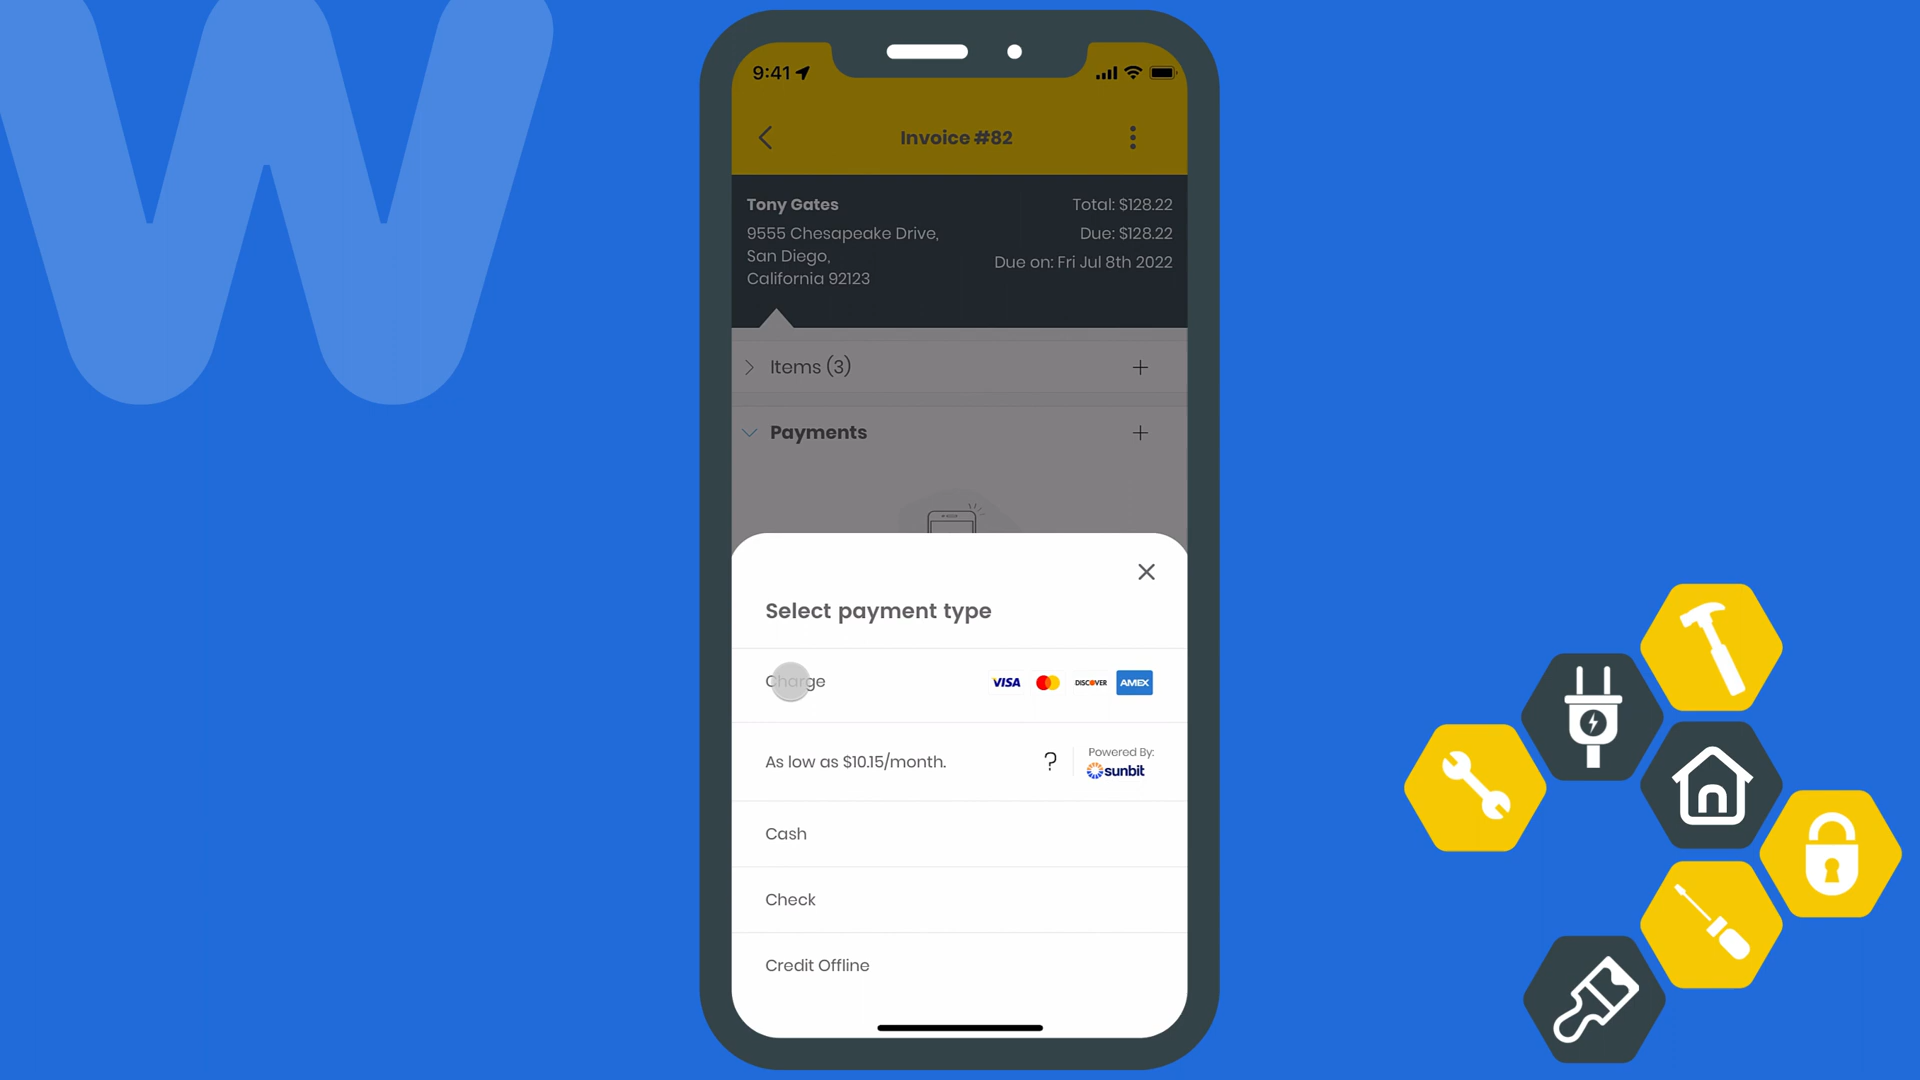 W
9:41
Invoice #82
Tony Gates
9555 Chesapeake Drive,
San Diego,
California 92123
Total: $128.22
Due: $128.22
Due on: Fri Jul 8th 2022
Items (3)
Payments
Select payment type
Charge
VISA
DISCOVER
AMEX
As low as $10.15/month.
?
Powered By:
sunbit
Cash
Check
Credit Offline